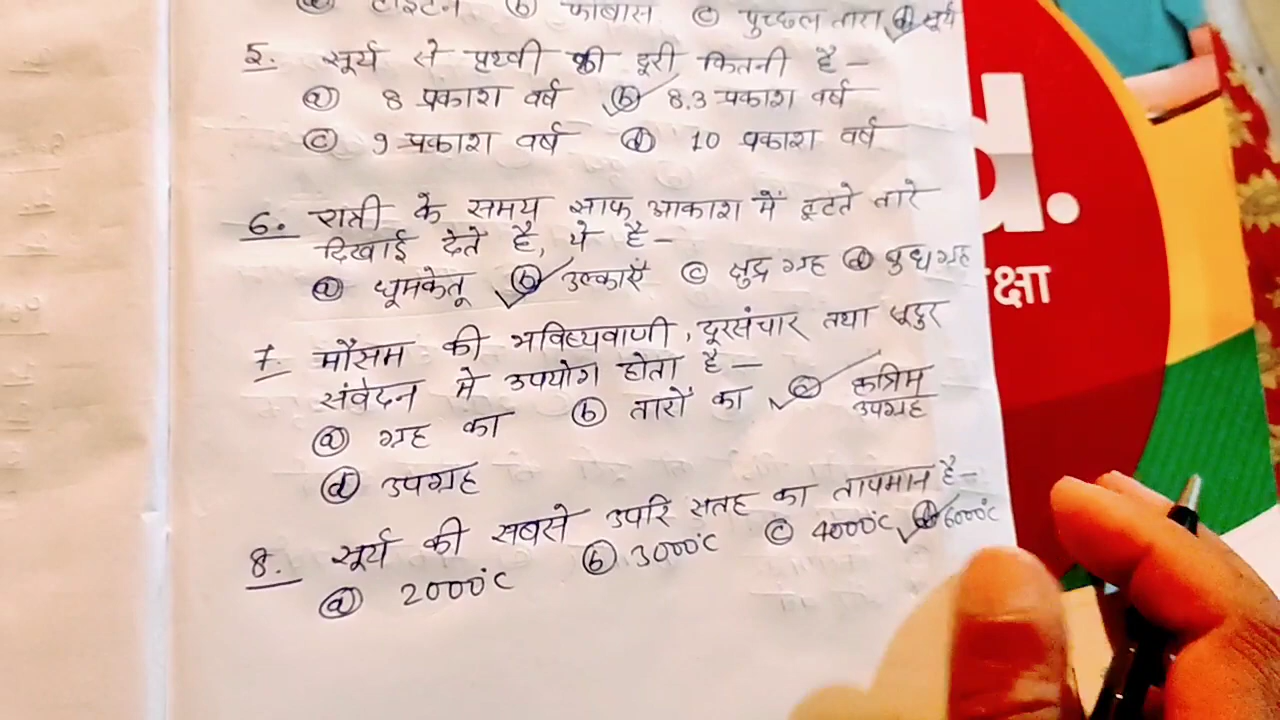 ⓐ टाइटन ⓑ फोबोस ⓒ पुच्छल तारा ⓓ सूर्य
5. सूर्य से पृथ्वी की दूरी कितनी है –
ⓐ 8 प्रकाश वर्ष ⓑ 8.3 प्रकाश वर्ष
ⓒ 9 प्रकाश वर्ष ⓓ 10 प्रकाश वर्ष
6. रात्री के समय साफ आकाश में टूटते तारे
दिखाई देते है, ये है –
ⓐ धूमकेतू ⓑ उल्काऐं ⓒ क्षुद्र ग्रह ⓓ बुध ग्रह
7. मौसम की भविष्यवाणी, दूरसंचार तथा सूदुर
संवेदन मे उपयोग होता है –
ⓐ ग्रह का ⓑ तारों का ⓒ कृत्रिम
उपग्रह
ⓓ उपग्रह
8. सूर्य की सबसे उपरि सतह का तापमान है –
ⓐ 2000°C ⓑ 3000°C ⓒ 4000°C ⓓ 6000°C
d.
क्षा